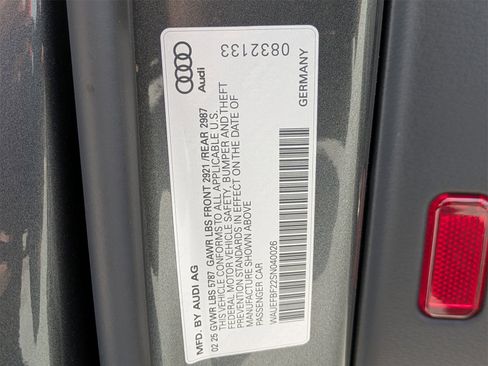 Audi
0832133
GERMANY
MFD. BY AUDI AG
02 25 GVWR LBS 5787 GAWR LBS FRONT 2921 /REAR 2987
THIS VEHICLE CONFORMS TO ALL APPLICABLE U.S.
FEDERAL MOTOR VEHICLE SAFETY, BUMPER AND THEFT
PREVENTION STANDARDS IN EFFECT ON THE DATE OF
MANUFACTURE SHOWN ABOVE
PASSENGER CAR
WAUEFBF22SN040026